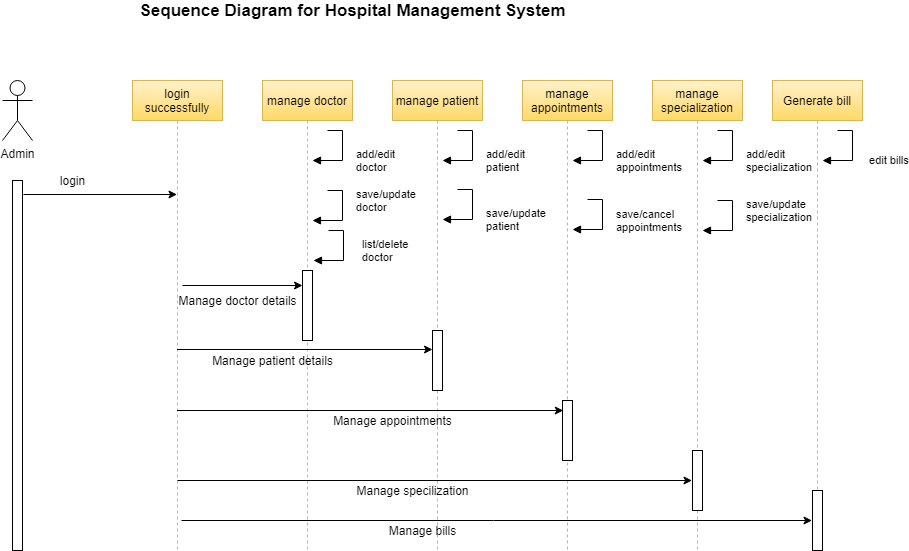 Sequence Diagram for Hospital Management System
login
successfully
manage doctor
manage patient
manage
appointments
manage
specialization
Generate bill
Admin
add/edit
doctor
add/edit
patient
add/edit
appointments
add/edit
specialization
edit bills
login
save/update
doctor
save/update
patient
save/cancel
appointments
save/update
specialization
list/delete
doctor
Manage doctor details
Manage patient details
Manage appointments
Manage specilization
Manage bills